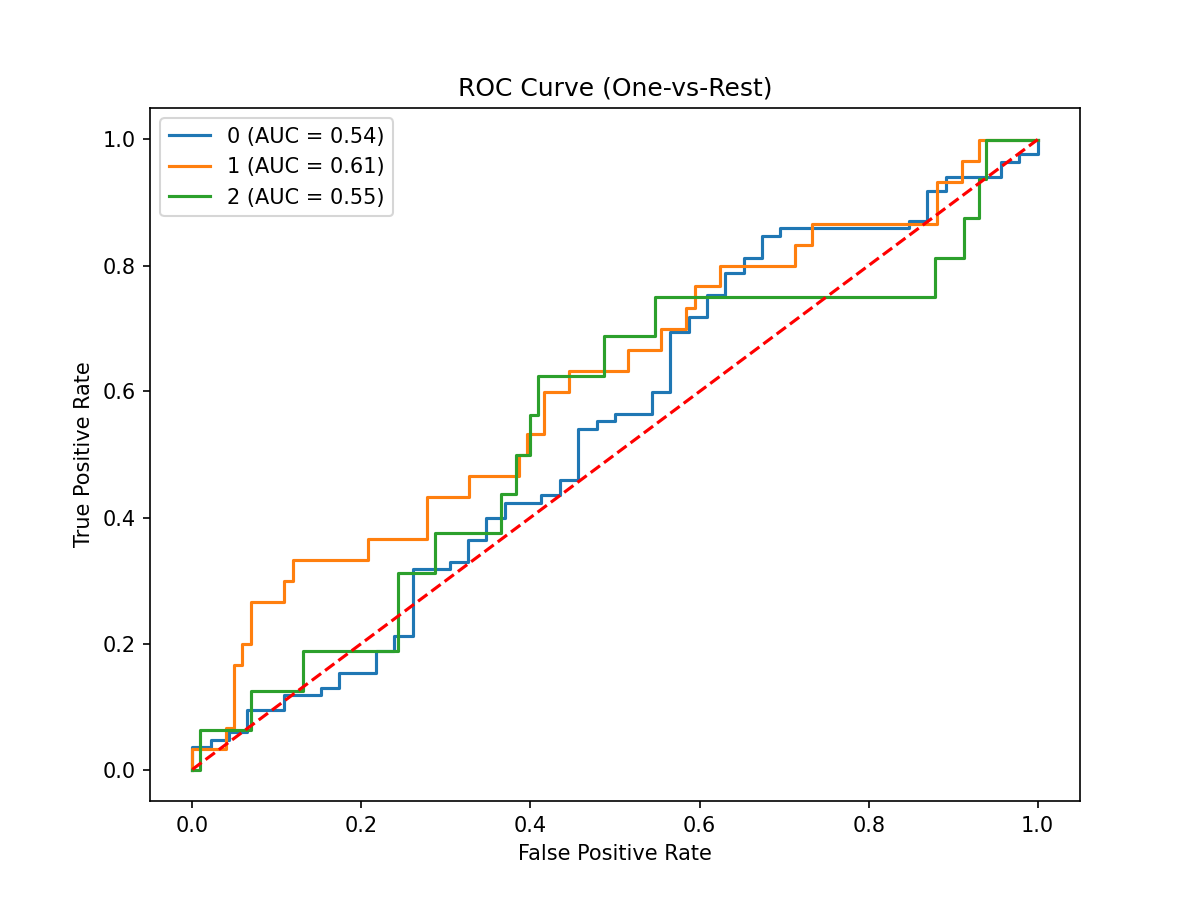 ROC Curve (One-vs-Rest)
0 (AUC = 0.54)
1 (AUC = 0.61)
2 (AUC = 0.55)
1.0
0.8
0.6
0.4
0.2
0.0
True Positive Rate
0.0 0.2 0.4 0.6 0.8 1.0
False Positive Rate